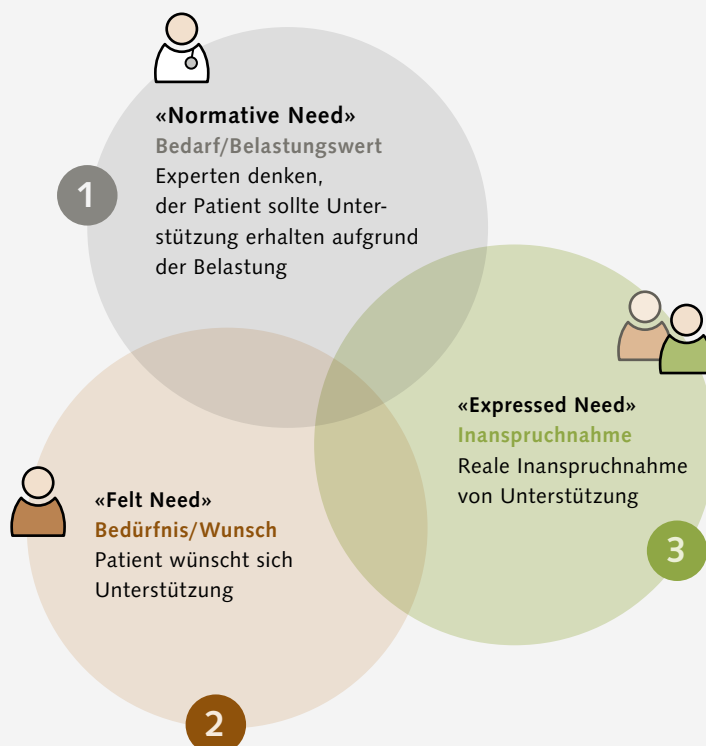 1
«Normative Need»
Bedarf/Belastungswert
Experten denken,
der Patient sollte Unter-
stützung erhalten aufgrund
der Belastung
«Expressed Need»
Inanspruchnahme
Reale Inanspruchnahme
von Unterstützung
3
«Felt Need»
Bedürfnis/Wunsch
Patient wünscht sich
Unterstützung
2